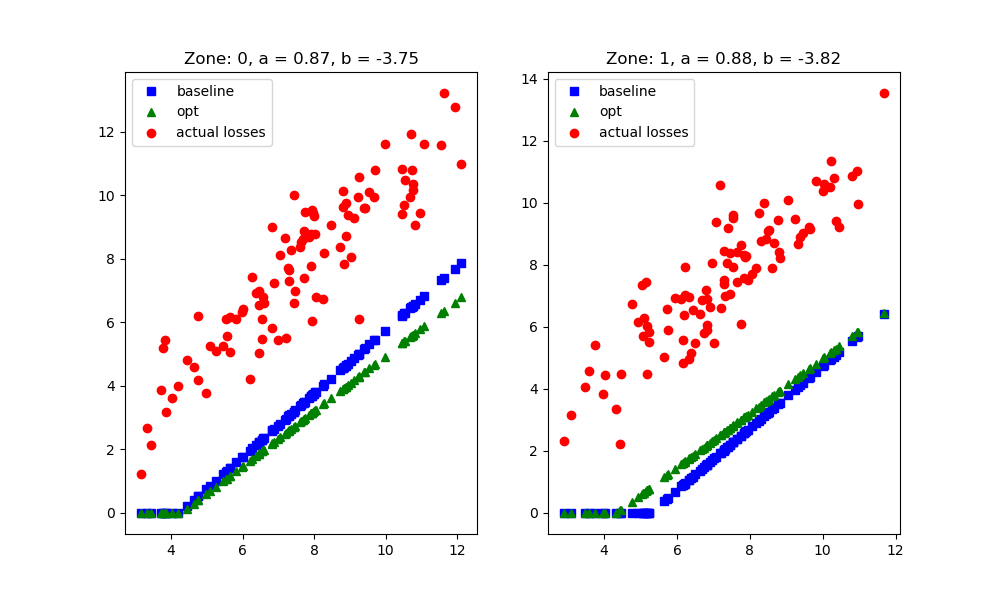 Zone: 0, a = 0.87, b = -3.75
baseline
opt
actual losses
12
10
8
6
4
2
0
4 6 8 10 12
Zone: 1, a = 0.88, b = -3.82
baseline
opt
actual losses
14
12
10
8
6
4
2
0
4 6 8 10 12